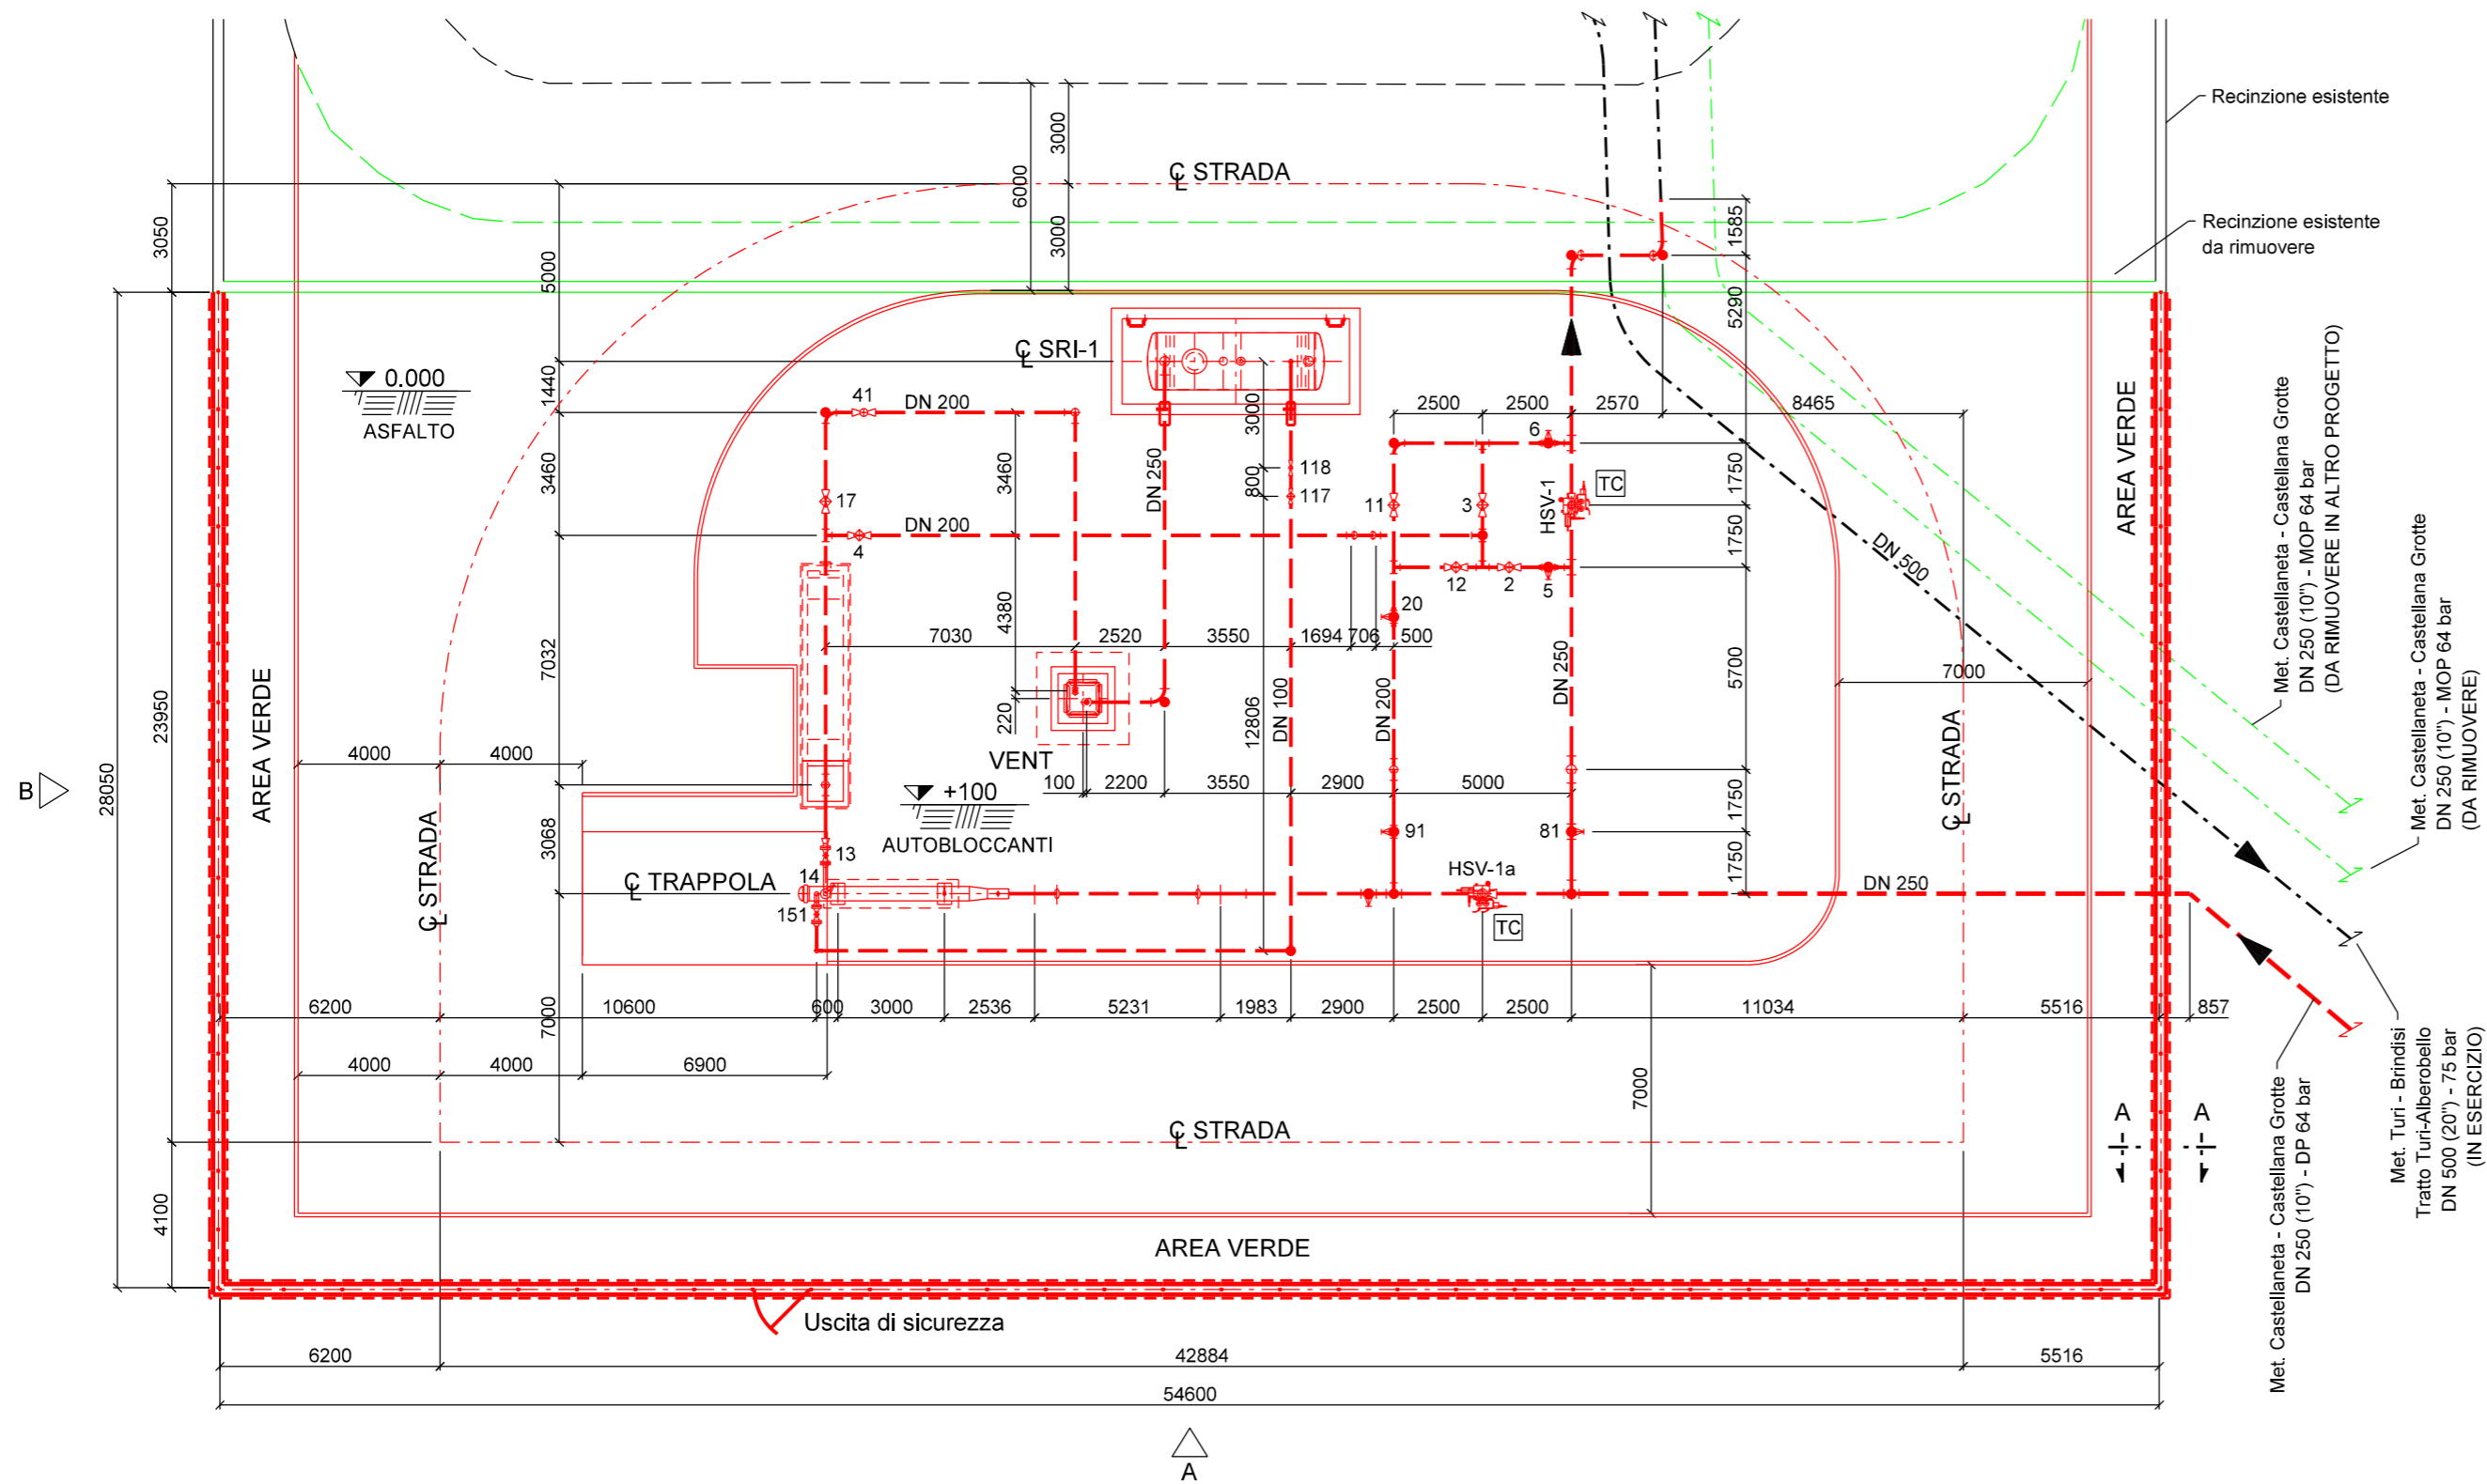 Recinzione esistente
3000
6000
3000
℄ STRADA
Recinzione esistente
da rimuovere
3050
5000
1585
5290
℄ SRI-1
0.000
ASFALTO
1440
41
DN 200
3000
2500
2500
2570
8465
6
3460
3460
DN 250
118
800
117
17
11
3
HSV-1
TC
1750
1750
DN 200
4
12
2
5
20
4380
7030
2520
3550
1694
706
500
7032
220
VENT
12806
DN 100
DN 200
DN 250
5700
7000
DN 500
AREA VERDE
AREA VERDE
Met. Castellaneta - Castellana Grotte
DN 250 (10") - MOP 64 bar
(DA RIMUOVERE IN ALTRO PROGETTO)
Met. Castellaneta - Castellana Grotte
DN 250 (10") - MOP 64 bar
(DA RIMUOVERE)
23950
28050
B
4000
4000
100
2200
3550
2900
5000
+100
AUTOBLOCCANTI
℄ STRADA
℄ STRADA
3068
13
91
81
1750
1750
14
℄ TRAPPOLA
151
HSV-1a
TC
DN 250
6200
10600
600
3000
2536
5231
1983
2900
2500
2500
11034
5516
857
7000
4000
4000
6900
7000
℄ STRADA
A
A
Met. Turi - Brindisi
Tratto Turi-Alberobello
DN 500 (20") - 75 bar
(IN ESERCIZIO)
Met. Castellaneta - Castellana Grotte
DN 250 (10") - DP 64 bar
4100
AREA VERDE
Uscita di sicurezza
6200
42884
5516
54600
A